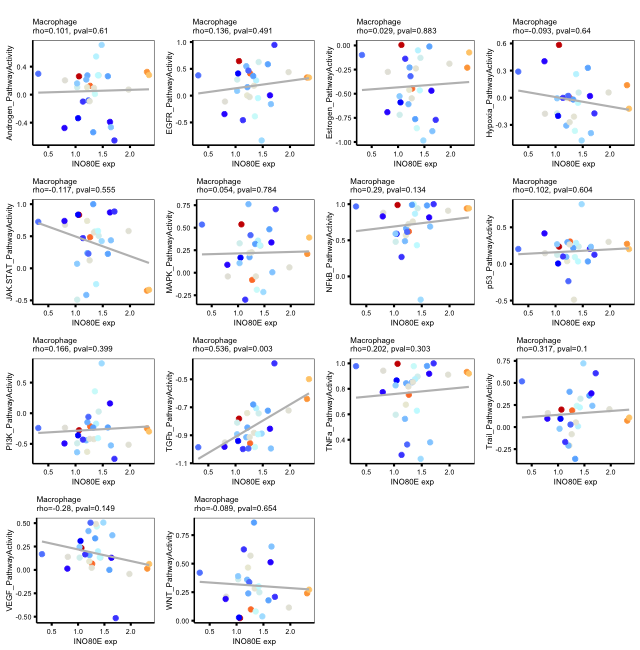 Macrophage
rho=0.101, pval=0.61
Androgen_PathwayActivity
0.4
0.0
-0.4
0.5
1.0
1.5
2.0
INO80E exp
Macrophage
rho=0.136, pval=0.491
EGFR_PathwayActivity
1.0
0.5
0.0
-0.5
-1.0
0.5
1.0
1.5
2.0
INO80E exp
Macrophage
rho=0.029, pval=0.883
Estrogen_PathwayActivity
0.00
-0.25
-0.50
-0.75
-1.00
0.5
1.0
1.5
2.0
INO80E exp
Macrophage
rho=-0.093, pval=0.64
Hypoxia_PathwayActivity
0.6
0.3
0.0
-0.3
0.5
1.0
1.5
2.0
INO80E exp
Macrophage
rho=-0.117, pval=0.555
JAK.STAT_PathwayActivity
1.0
0.5
0.0
-0.5
0.5
1.0
1.5
2.0
INO80E exp
Macrophage
rho=0.054, pval=0.784
MAPK_PathwayActivity
0.75
0.50
0.25
0.00
-0.25
0.5
1.0
1.5
2.0
INO80E exp
Macrophage
rho=0.29, pval=0.134
NFkB_PathwayActivity
1.0
0.5
0.0
0.5
1.0
1.5
2.0
INO80E exp
Macrophage
rho=0.102, pval=0.604
p53_PathwayActivity
0.5
0.0
-0.5
0.5
1.0
1.5
2.0
INO80E exp
Macrophage
rho=0.166, pval=0.399
PI3K_PathwayActivity
0.5
0.0
-0.5
0.5
1.0
1.5
2.0
INO80E exp
Macrophage
rho=0.536, pval=0.003
TGFb_PathwayActivity
-0.5
-0.7
-0.9
-1.1
0.5
1.0
1.5
2.0
INO80E exp
Macrophage
rho=0.202, pval=0.303
TNFa_PathwayActivity
1.0
0.8
0.6
0.4
0.5
1.0
1.5
2.0
INO80E exp
Macrophage
rho=0.317, pval=0.1
Trail_PathwayActivity
0.75
0.50
0.25
0.00
-0.25
0.5
1.0
1.5
2.0
INO80E exp
Macrophage
rho=-0.28, pval=0.149
VEGF_PathwayActivity
0.50
0.25
0.00
-0.25
-0.50
0.5
1.0
1.5
2.0
INO80E exp
Macrophage
rho=-0.089, pval=0.654
WNT_PathwayActivity
0.75
0.50
0.25
0.00
0.5
1.0
1.5
2.0
INO80E exp